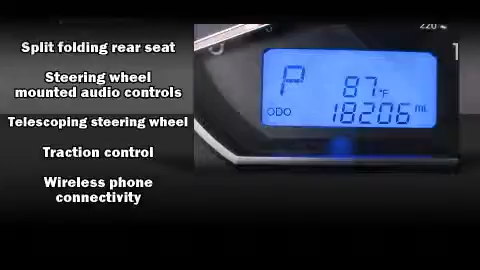 Split folding rear seat
Steering wheel
mounted audio controls
Telescoping steering wheel
Traction control
Wireless phone
connectivity
220
P
87°F
ODO 18206 mi.